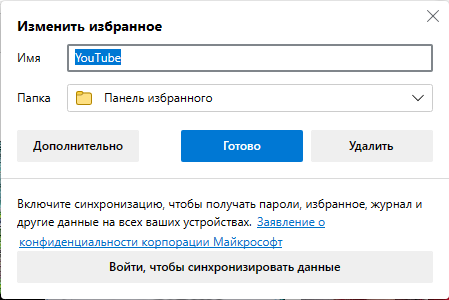 Изменить избранное
Имя YouTube
Папка Панель избранного
Дополнительно Готово Удалить
Включите синхронизацию, чтобы получать пароли, избранное, журнал и
другие данные на всех ваших устройствах. Заявление о
конфиденциальности корпорации Майкрософт
Войти, чтобы синхронизировать данные